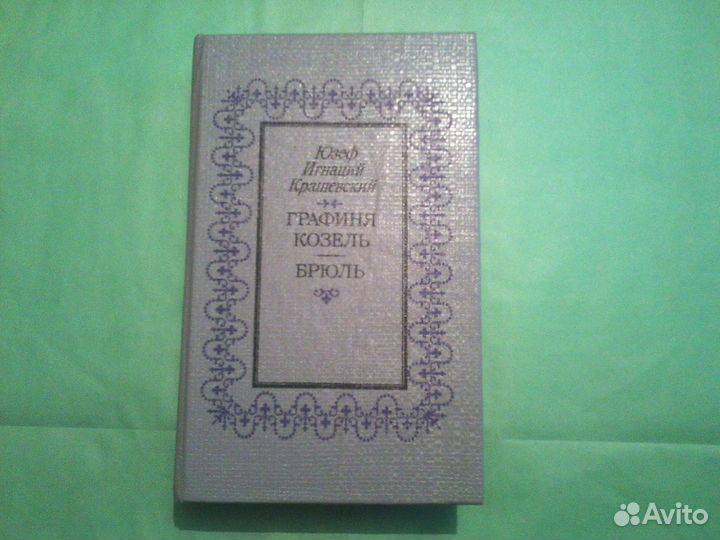 Юзеф
Игнаций
Крашевский
ГРАФИНЯ
КОЗЕЛЬ
БРЮЛЬ
Avito